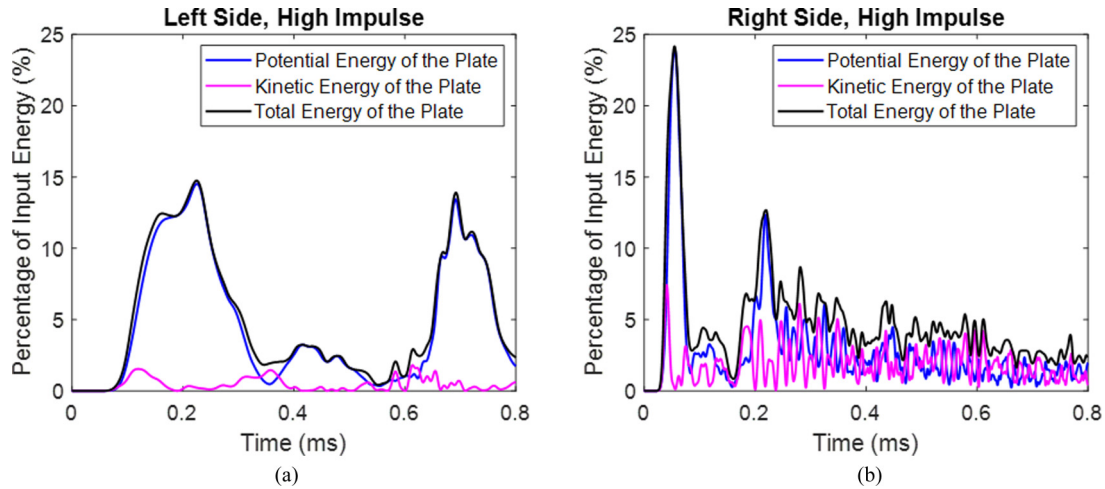 Left Side, High Impulse
Percentage of Input Energy (%)
25
20
15
10
5
0
Potential Energy of the Plate
Kinetic Energy of the Plate
Total Energy of the Plate
0 0.2 0.4 0.6 0.8
Time (ms)
(a)
Right Side, High Impulse
Percentage of Input Energy (%)
25
20
15
10
5
0
Potential Energy of the Plate
Kinetic Energy of the Plate
Total Energy of the Plate
0 0.2 0.4 0.6 0.8
Time (ms)
(b)